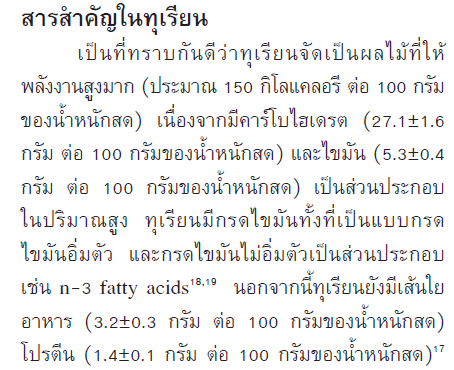 สารสำคัญในทุเรียน
เป็นที่ทราบกันดีว่าทุเรียนจัดเป็นผลไม้ที่ให้
พลังงานสูงมาก (ประมาณ 150 กิโลแคลอรี ต่อ 100 กรัม
ของน้ำหนักสด) เนื่องจากมีคาร์โบไฮเดรต (27.1±1.6
กรัม ต่อ 100 กรัมของน้ำหนักสด) และไขมัน (5.3±0.4
กรัม ต่อ 100 กรัมของน้ำหนักสด) เป็นส่วนประกอบ
ในปริมาณสูง ทุเรียนมีกรดไขมันทั้งที่เป็นแบบกรด
ไขมันอิ่มตัว และกรดไขมันไม่อิ่มตัวเป็นส่วนประกอบ
เช่น n-3 fatty acids¹⁸,¹⁹ นอกจากนี้ทุเรียนยังมีเส้นใย
อาหาร (3.2±0.3 กรัม ต่อ 100 กรัมของน้ำหนักสด)
โปรตีน (1.4±0.1 กรัม ต่อ 100 กรัมของน้ำหนักสด)¹⁷